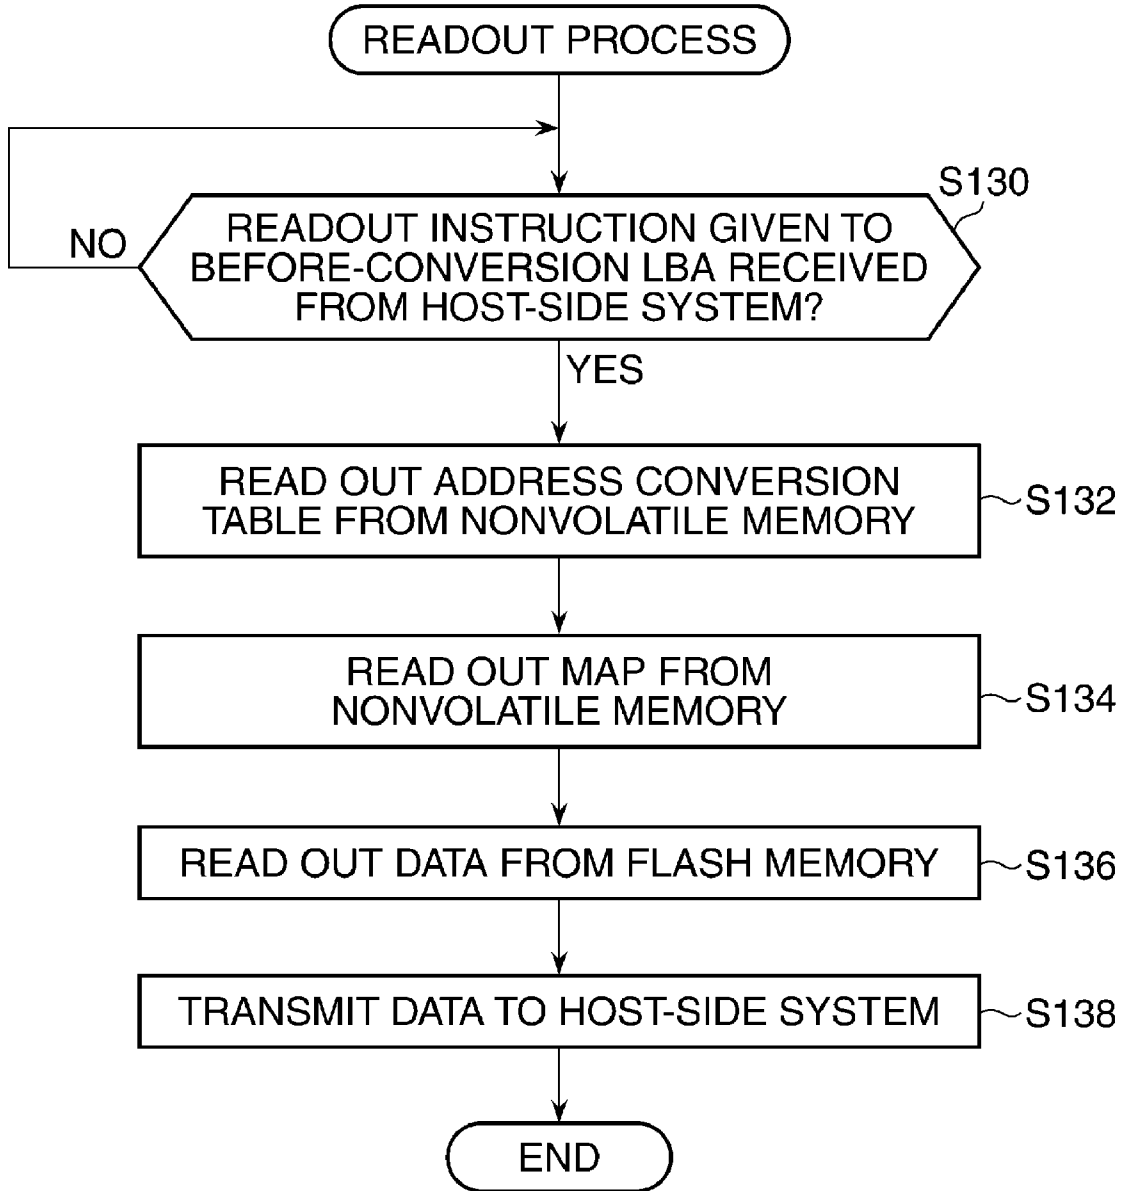 READOUT PROCESS
S130
READOUT INSTRUCTION GIVEN TO
BEFORE-CONVERSION LBA RECEIVED
FROM HOST-SIDE SYSTEM?
NO
YES
READ OUT ADDRESS CONVERSION
TABLE FROM NONVOLATILE MEMORY
S132
READ OUT MAP FROM
NONVOLATILE MEMORY
S134
READ OUT DATA FROM FLASH MEMORY
S136
TRANSMIT DATA TO HOST-SIDE SYSTEM
S138
END